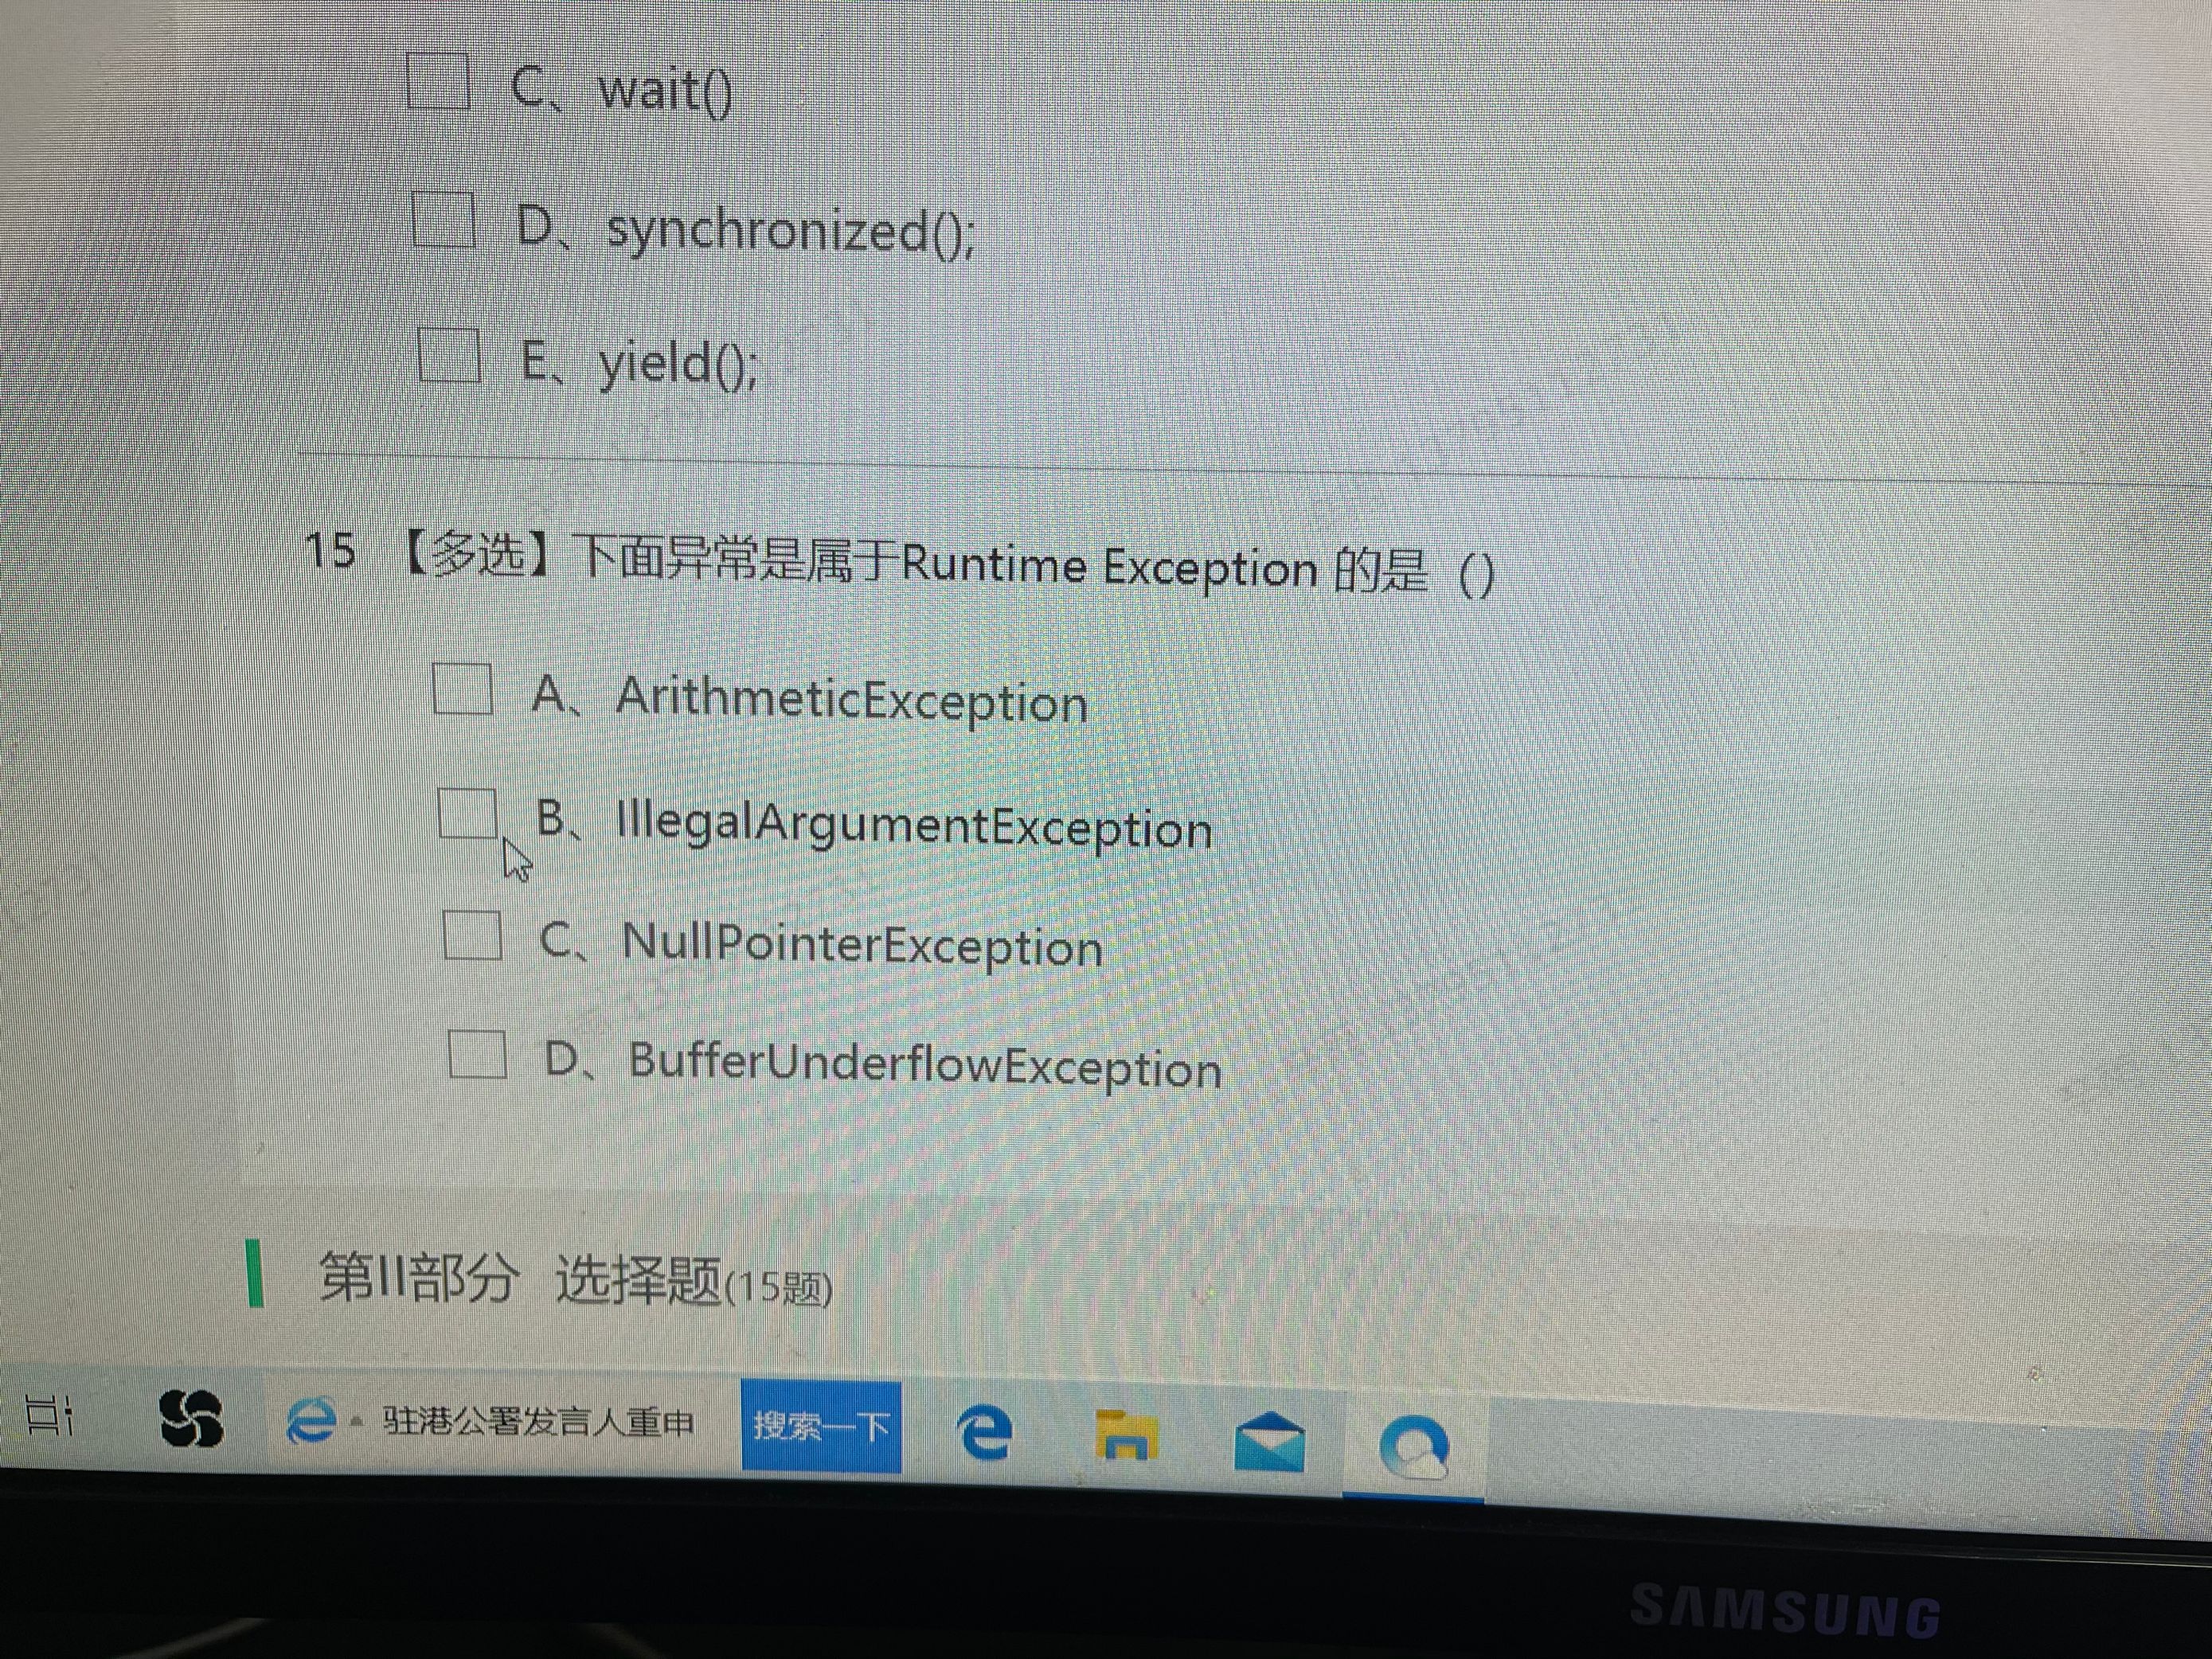 C、wait()
D、synchronized();
E、yield();
15 【多选】下面异常是属于Runtime Exception 的是（）
A、ArithmeticException
B、IllegalArgumentException
C、NullPointerException
D、BufferUnderflowException
第II部分 选择题(15题)
驻港公署发言人重申 搜索一下
SAMSUNG